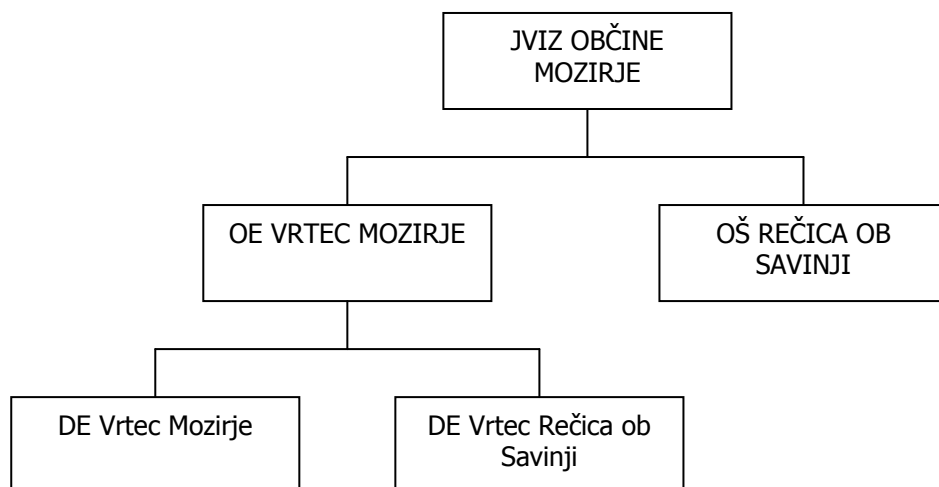 JVIZ OBČINE
MOZIRJE
OE VRTEC MOZIRJE
OŠ REČICA OB
SAVINJI
DE Vrtec Mozirje
DE Vrtec Rečica ob
Savinji